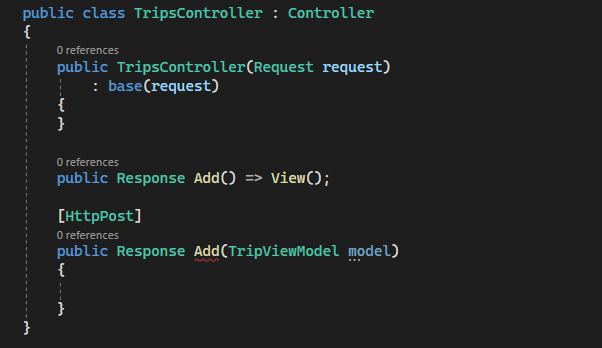 public class TripsController : Controller
{
0 references
public TripsController(Request request)
: base(request)
{
}
0 references
public Response Add() => View();
[HttpPost]
0 references
public Response Add(TripViewModel model)
{
}
}